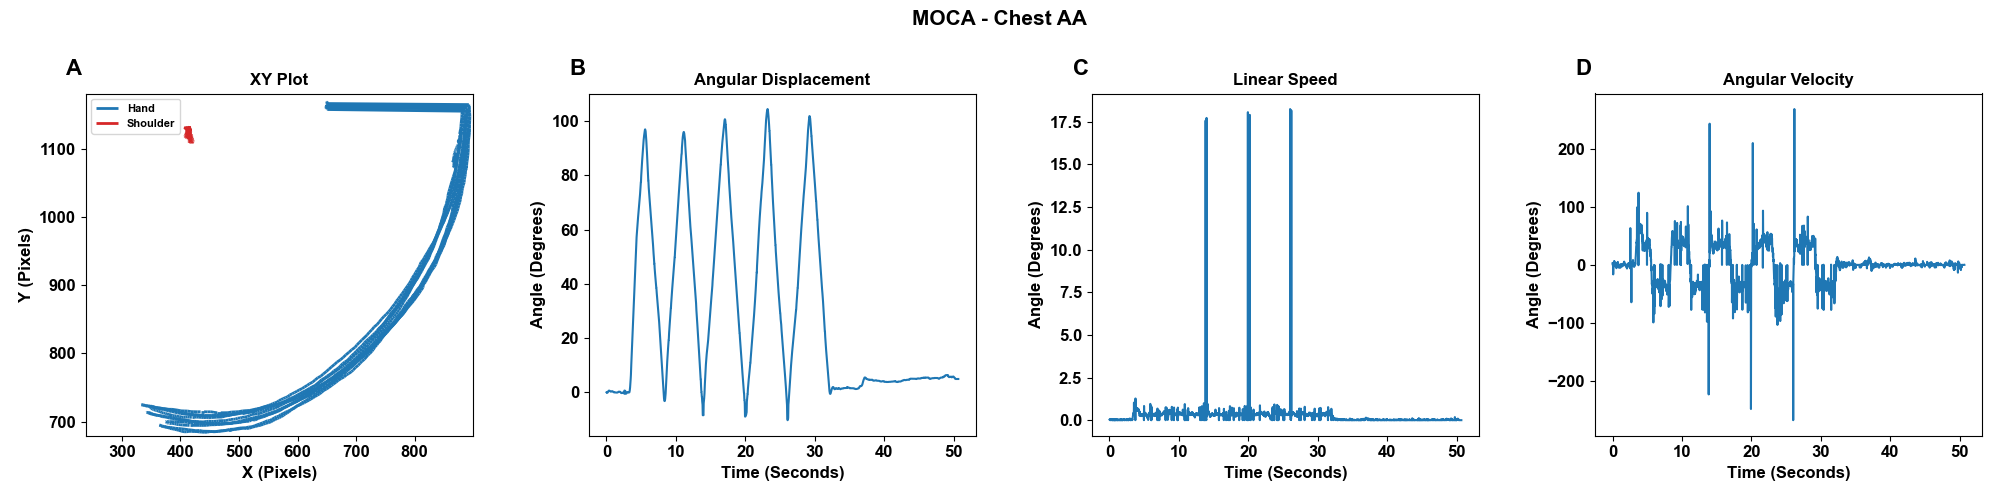 MOCA - Chest AA
A
XY Plot
Hand
Shoulder
1100
1000
900
800
700
300 400 500 600 700 800
X (Pixels)
Y (Pixels)
B
Angular Displacement
100
80
60
40
20
0
0 10 20 30 40 50
Time (Seconds)
Angle (Degrees)
C
Linear Speed
17.5
15.0
12.5
10.0
7.5
5.0
2.5
0.0
0 10 20 30 40 50
Time (Seconds)
Angle (Degrees)
D
Angular Velocity
200
100
0
−100
−200
0 10 20 30 40 50
Time (Seconds)
Angle (Degrees)